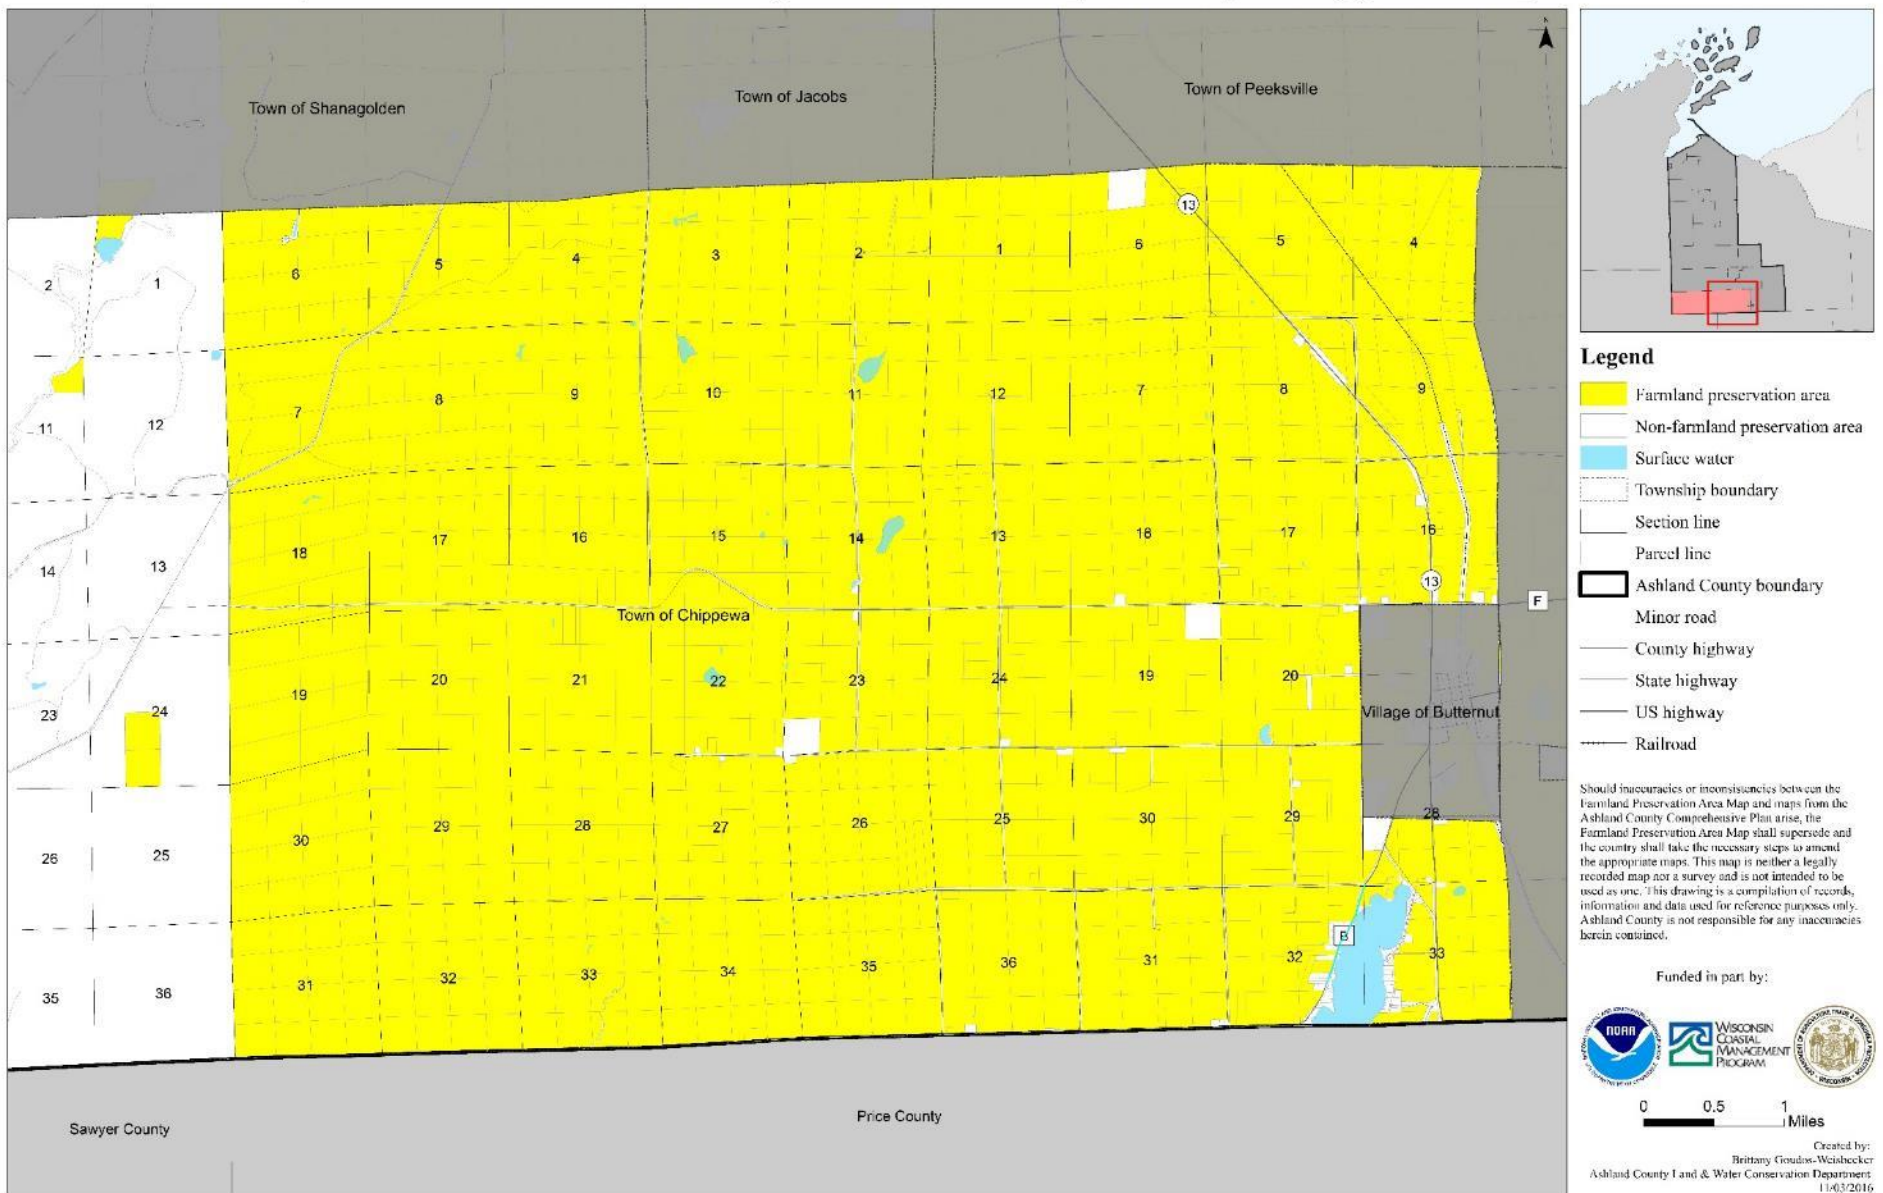 Town of Shanagolden
Town of Jacobs
Town of Peeksville
13
6
5
4
3
2
1
6
5
4
2
1
7
8
9
10
11
12
7
8
9
11
12
18
17
16
15
14
13
18
17
16
14
13
13
F
Town of Chippewa
19
20
21
22
23
24
19
20
23
24
Village of Butternut
30
29
28
27
26
25
30
29
28
26
25
B
31
32
33
34
35
36
31
32
33
35
36
Sawyer County
Price County
Legend
Farmland preservation area
Non-farmland preservation area
Surface water
Township boundary
Section line
Parcel line
Ashland County boundary
Minor road
County highway
State highway
US highway
Railroad
Should inaccuracies or inconsistencies between the
Farmland Preservation Area Map and maps from the
Ashland County Comprehensive Plan arise, the
Farmland Preservation Area Map shall supersede and
the country shall take the necessary steps to amend
the appropriate maps. This map is neither a legally
recorded map nor a survey and is not intended to be
used as one. This drawing is a compilation of records,
information and data used for reference purposes only.
Ashland County is not responsible for any inaccuracies
herein contained.
Funded in part by:
NOAA
WISCONSIN
COASTAL
MANAGEMENT
PROGRAM
0 0.5 1
Miles
Created by:
Brittany Goudos-Weisbecker
Ashland County Land & Water Conservation Department
11/03/2016